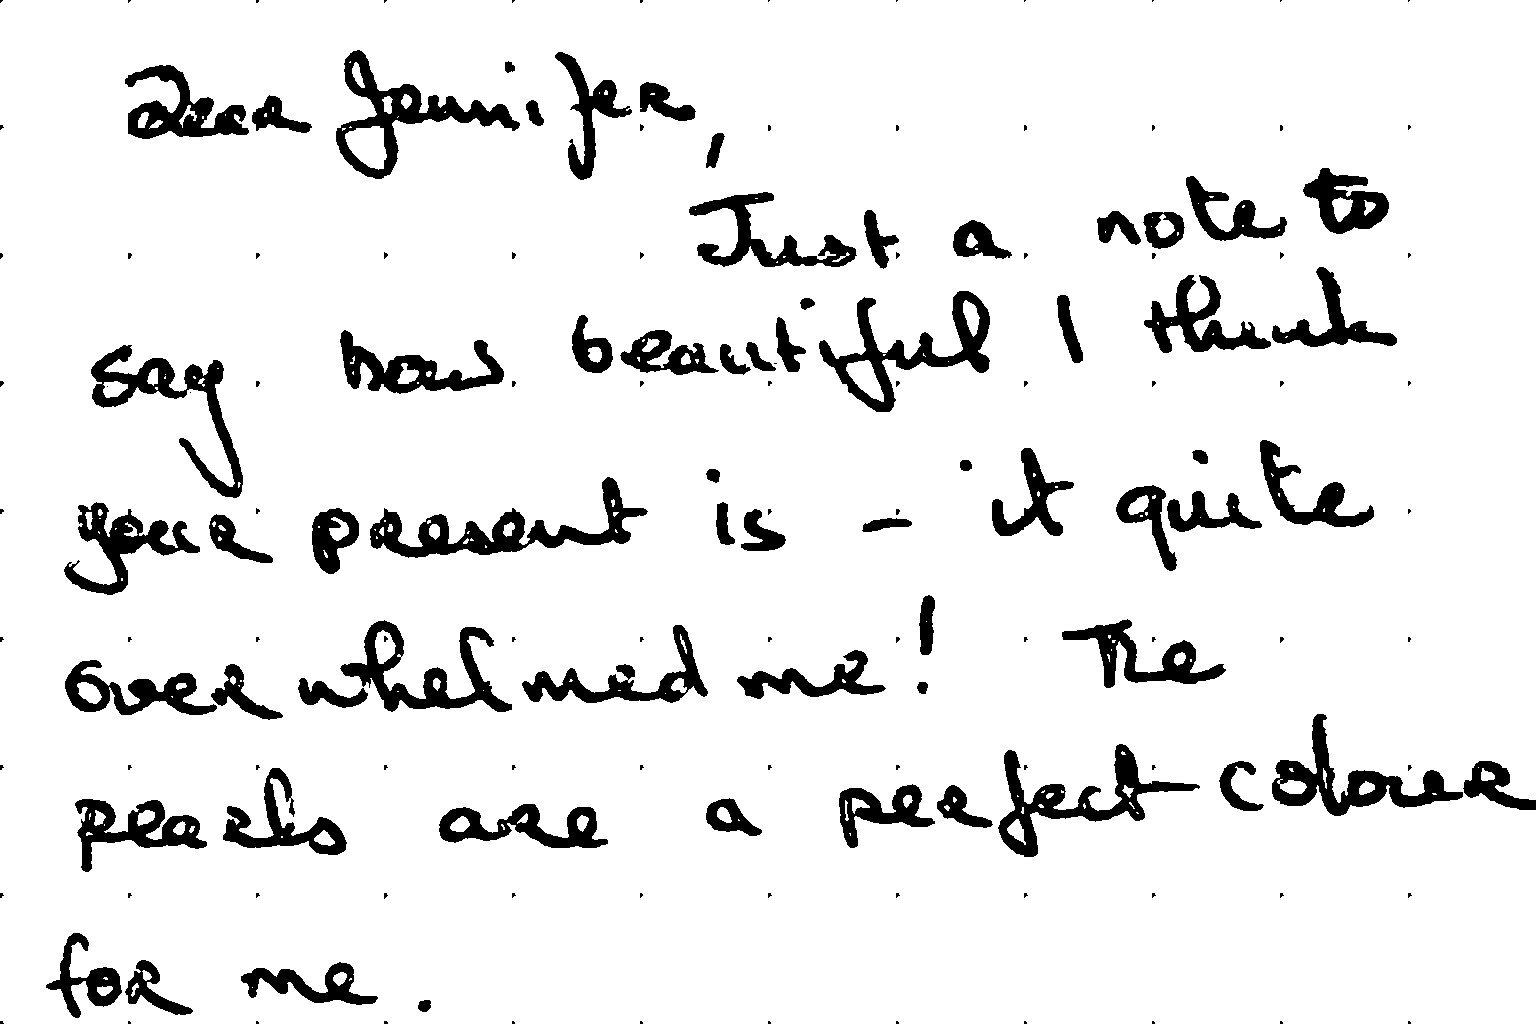 Dear Jennifer,
Just a note to
say how beautiful I think
your present is - it quite
overwhelmed me! The
pearls are a perfect colour
for me.